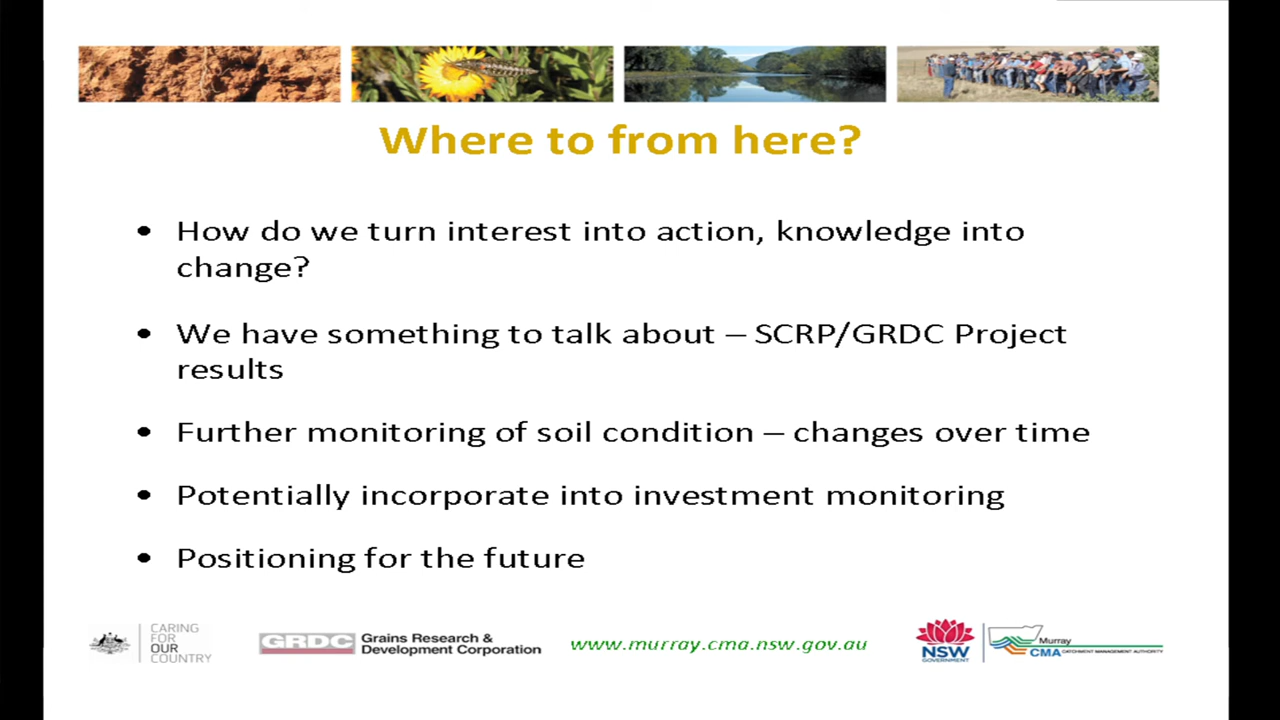 Where to from here?
• How do we turn interest into action, knowledge into
change?
• We have something to talk about – SCRP/GRDC Project
results
• Further monitoring of soil condition – changes over time
• Potentially incorporate into investment monitoring
• Positioning for the future
CARING
FOR
OUR
COUNTRY
GRDC
Grains Research &
Development Corporation
www.murray.cma.nsw.gov.au
NSW
GOVERNMENT
Murray
CMA CATCHMENT MANAGEMENT AUTHORITY